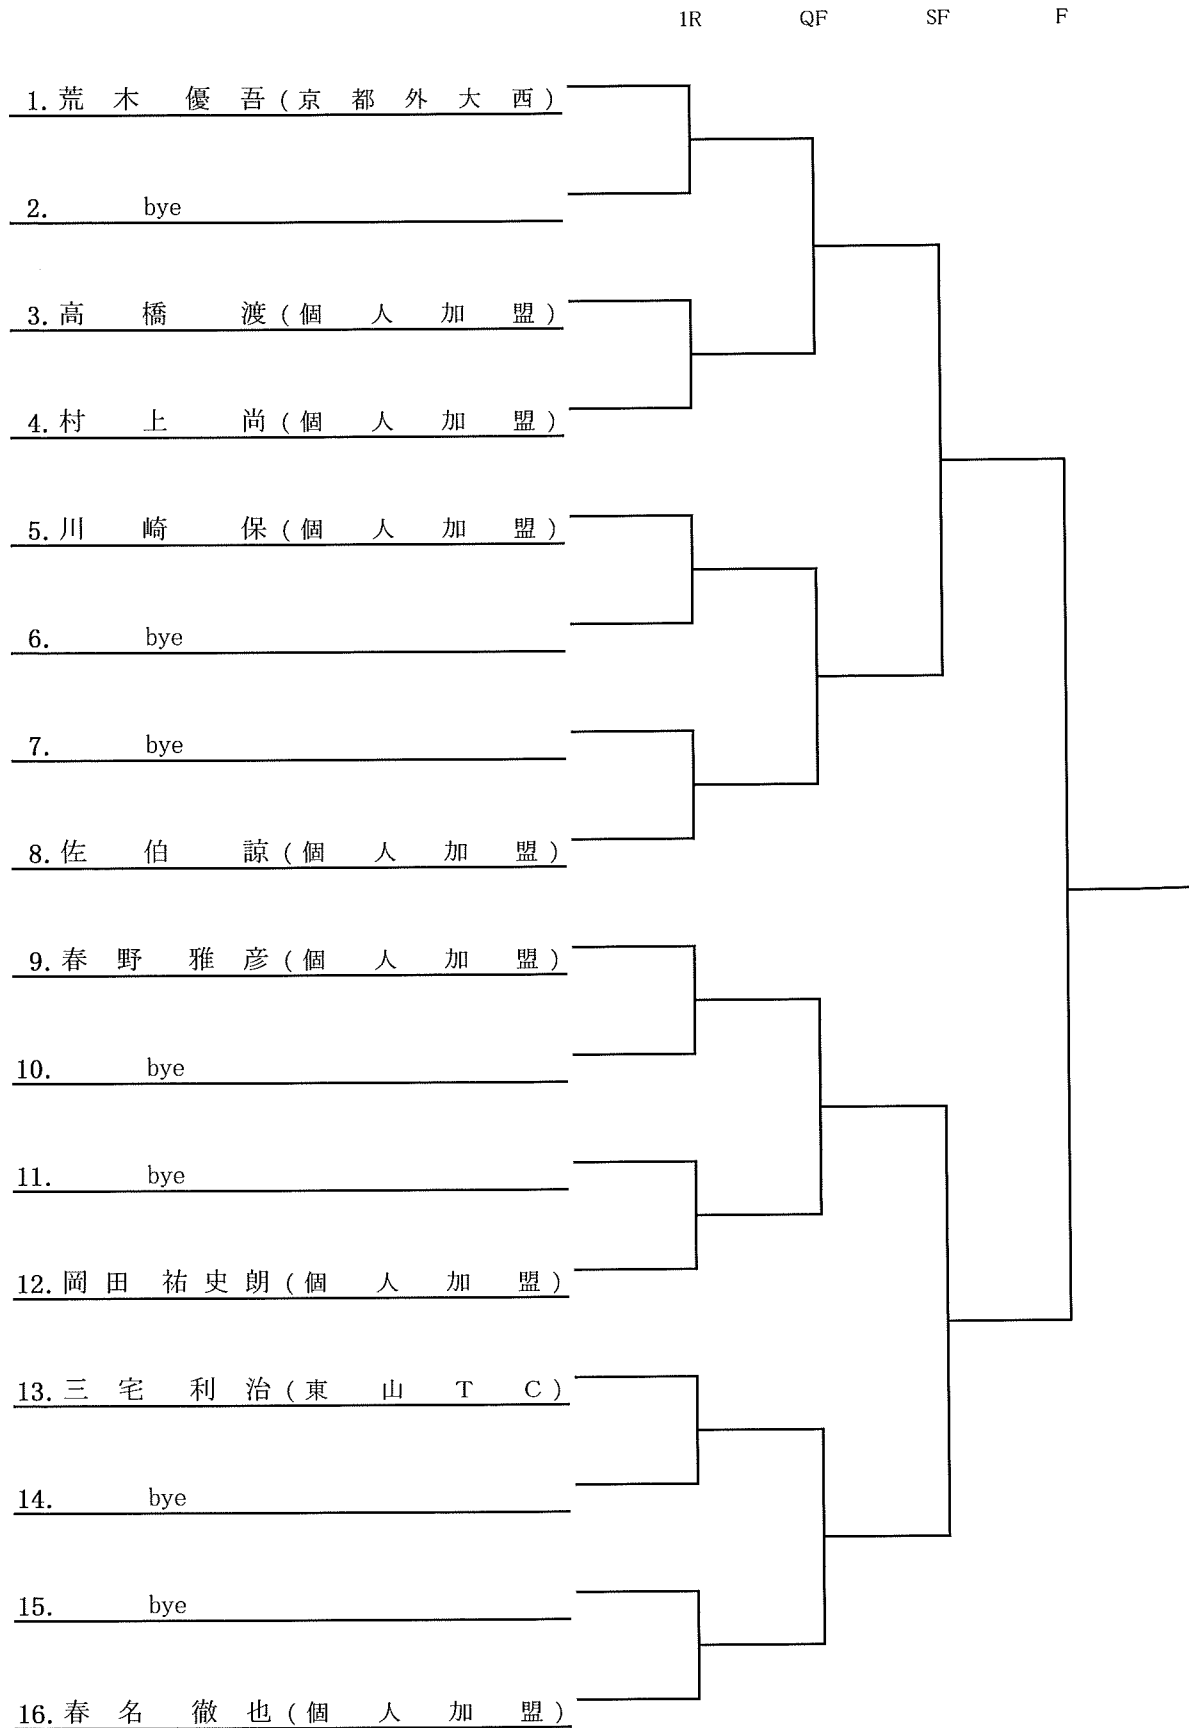 1R QF SF F
1. 荒木 優吾 (京都外大西)
2. bye
3. 高橋 渡 (個人加盟)
4. 村上 尚 (個人加盟)
5. 川崎 保 (個人加盟)
6. bye
7. bye
8. 佐伯 諒 (個人加盟)
9. 春野 雅彦 (個人加盟)
10. bye
11. bye
12. 岡田 祐史朗 (個人加盟)
13. 三宅 利治 (東山TC)
14. bye
15. bye
16. 春名 徹也 (個人加盟)